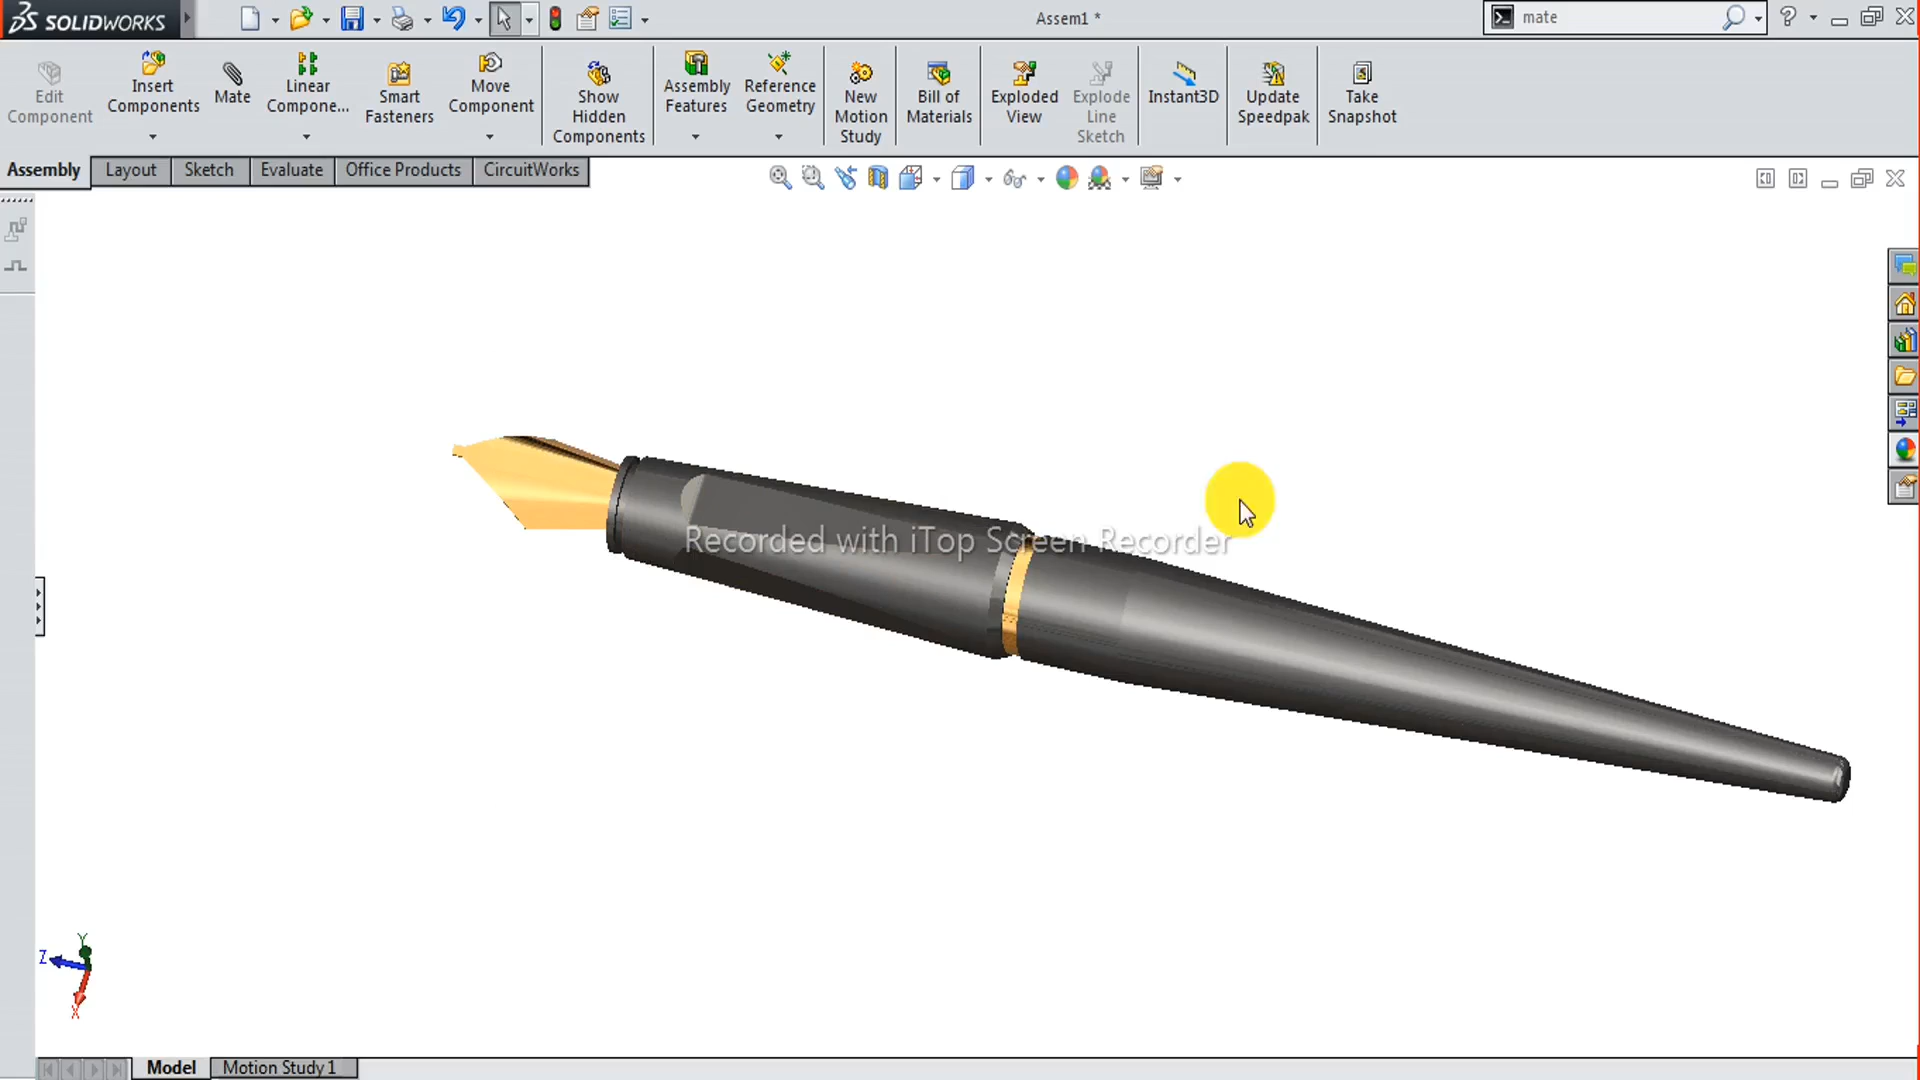 SOLIDWORKS
Assem1 *
mate
Edit Component
Insert Components
Mate
Linear Compone...
Smart Fasteners
Move Component
Show Hidden Components
Assembly Features
Reference Geometry
New Motion Study
Bill of Materials
Exploded View
Explode Line Sketch
Instant3D
Update Speedpak
Take Snapshot
Assembly
Layout
Sketch
Evaluate
Office Products
CircuitWorks
Recorded with iTop Screen Recorder
Y
Z
X
Model
Motion Study 1